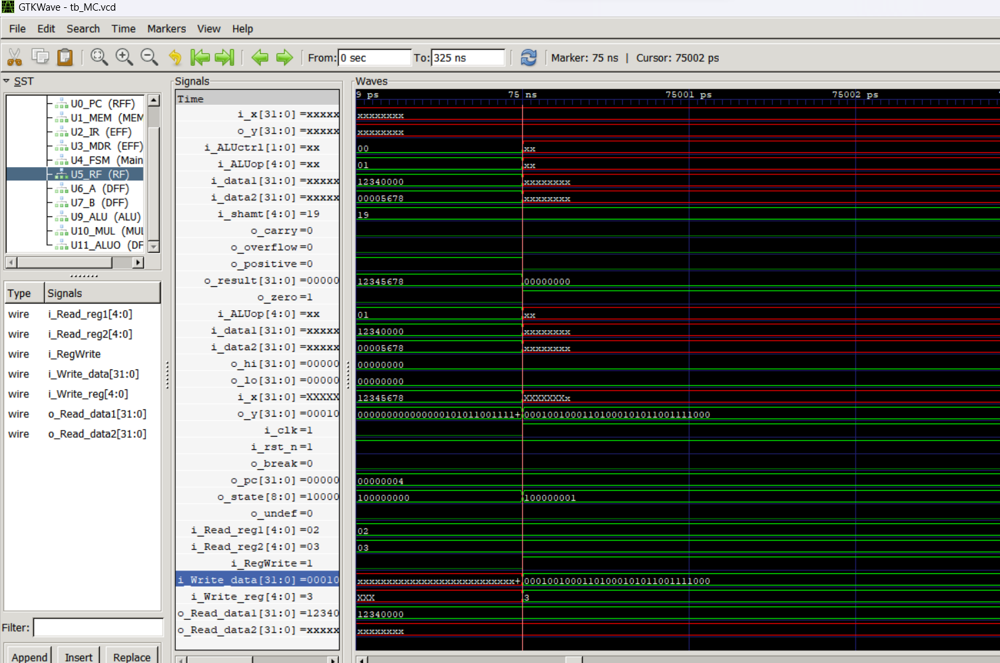 GTKWave - tb_MC.vcd
File Edit Search Time Markers View Help
From: 0 sec To: 325 ns Marker: 75 ns | Cursor: 75002 ps
SST
U0_PC (RFF)
U1_MEM (MEM
U2_IR (EFF)
U3_MDR (EFF)
U4_FSM (Main
U5_RF (RF)
U6_A (DFF)
U7_B (DFF)
U9_ALU (ALU)
U10_MUL (MUL
U11_ALUO (DF
Type Signals
wire i_Read_reg1[4:0]
wire i_Read_reg2[4:0]
wire i_RegWrite
wire i_Write_data[31:0]
wire i_Write_reg[4:0]
wire o_Read_data1[31:0]
wire o_Read_data2[31:0]
Filter:
Append Insert Replace
Signals
Time
i_x[31:0] =xxxxx
o_y[31:0] =xxxxx
i_ALUctrl[1:0] =xx
i_ALUop[4:0] =xx
i_data1[31:0] =xxxxx
i_data2[31:0] =xxxxx
i_shamt[4:0] =19
o_carry=0
o_overflow=0
o_positive=0
o_result[31:0] =00000
o_zero=1
i_ALUop[4:0] =xx
i_data1[31:0] =xxxxx
i_data2[31:0] =xxxxx
o_hi[31:0] =00000
o_lo[31:0] =00000
i_x[31:0] =XXXXX
o_y[31:0] =00010
i_clk=1
i_rst_n=1
o_break=0
o_pc[31:0] =00000
o_state[8:0] =10000
o_undef=0
i_Read_reg1[4:0] =02
i_Read_reg2[4:0] =03
i_RegWrite=1
i_Write_data[31:0] =00010
i_Write_reg[4:0] =3
o_Read_data1[31:0] =12340
o_Read_data2[31:0] =xxxxx
Waves
9 ps 75 ns 75001 ps 75002 ps
xxxxxxxx
xxxxxxxx
00 xx
01 xx
12340000 xxxxxxxx
00005678 xxxxxxxx
19
12345678 00000000
01 xx
12340000 xxxxxxxx
00005678 xxxxxxxx
00000000
00000000
12345678 XXXXXXXx
0000000000000000101011001111+ 00010010001101000101011001111000
00000004
100000000 100000001
02
03
xxxxxxxxxxxxxxxxxxxxxxxxxxx+ 00010010001101000101011001111000
XXX 3
12340000
xxxxxxxx